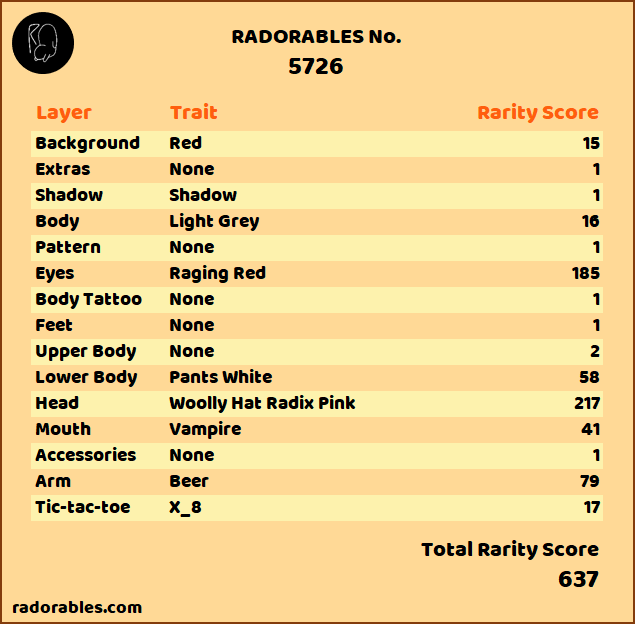 RADORABLES No.
5726
Layer Trait Rarity Score
Background Red 15
Extras None 1
Shadow Shadow 1
Body Light Grey 16
Pattern None 1
Eyes Raging Red 185
Body Tattoo None 1
Feet None 1
Upper Body None 2
Lower Body Pants White 58
Head Woolly Hat Radix Pink 217
Mouth Vampire 41
Accessories None 1
Arm Beer 79
Tic-tac-toe X_8 17
Total Rarity Score
637
radorables.com